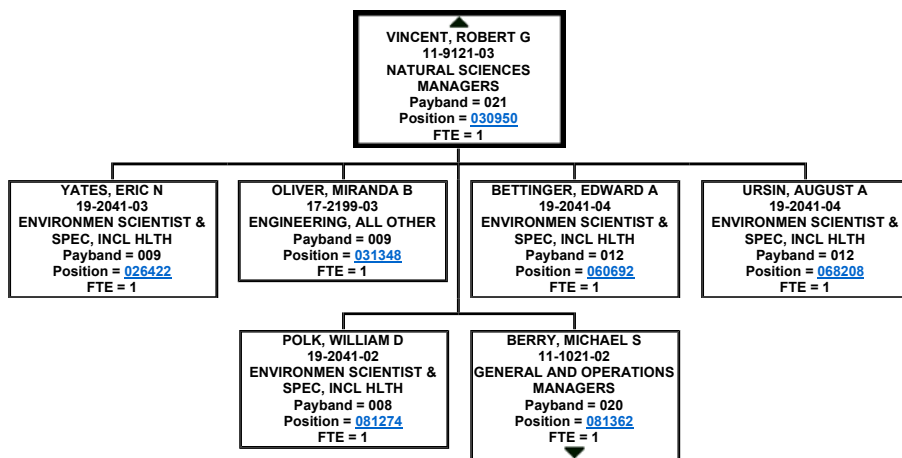 VINCENT, ROBERT G
11-9121-03
NATURAL SCIENCES
MANAGERS
Payband = 021
Position = 030950
FTE = 1
YATES, ERIC N
19-2041-03
ENVIRONMEN SCIENTIST &
SPEC, INCL HLTH
Payband = 009
Position = 026422
FTE = 1
OLIVER, MIRANDA B
17-2199-03
ENGINEERING, ALL OTHER
Payband = 009
Position = 031348
FTE = 1
BETTINGER, EDWARD A
19-2041-04
ENVIRONMEN SCIENTIST &
SPEC, INCL HLTH
Payband = 012
Position = 060692
FTE = 1
URSIN, AUGUST A
19-2041-04
ENVIRONMEN SCIENTIST &
SPEC, INCL HLTH
Payband = 012
Position = 068208
FTE = 1
POLK, WILLIAM D
19-2041-02
ENVIRONMEN SCIENTIST &
SPEC, INCL HLTH
Payband = 008
Position = 081274
FTE = 1
BERRY, MICHAEL S
11-1021-02
GENERAL AND OPERATIONS
MANAGERS
Payband = 020
Position = 081362
FTE = 1